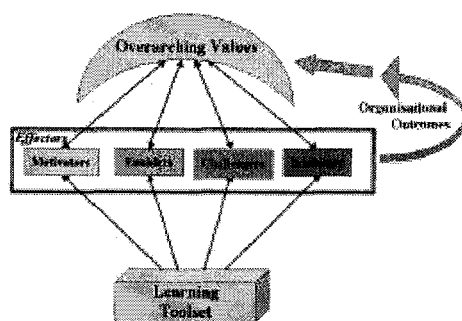 Overarching Values
Organisational
Outcomes
Effectors
Motivators
Enablers
Challengers
Learning
Toolset